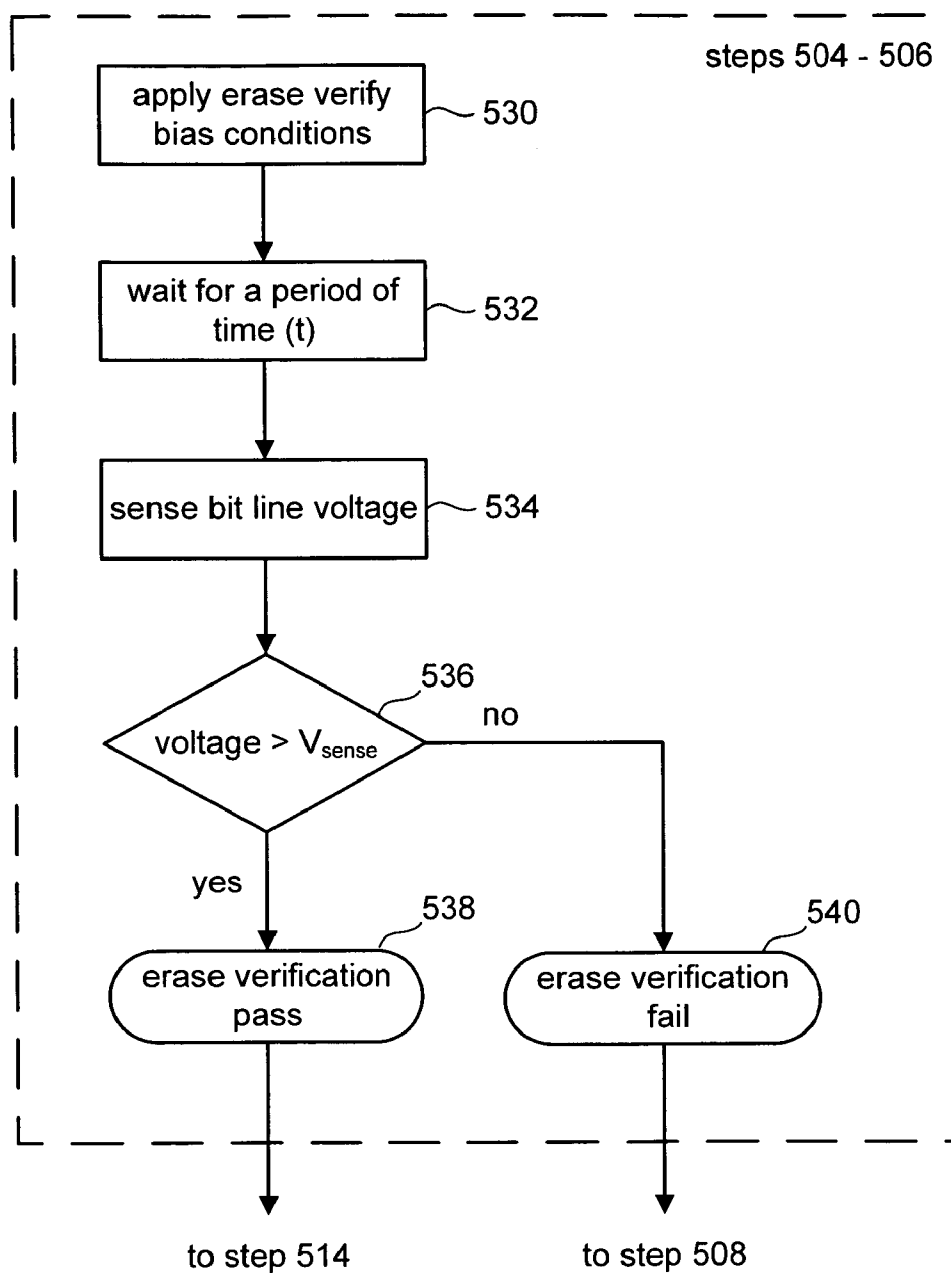 steps 504 - 506
apply erase verify
bias conditions
530
wait for a period of
time (t)
532
sense bit line voltage
534
536
voltage > Vsense
no
yes
538
erase verification
pass
540
erase verification
fail
to step 514
to step 508